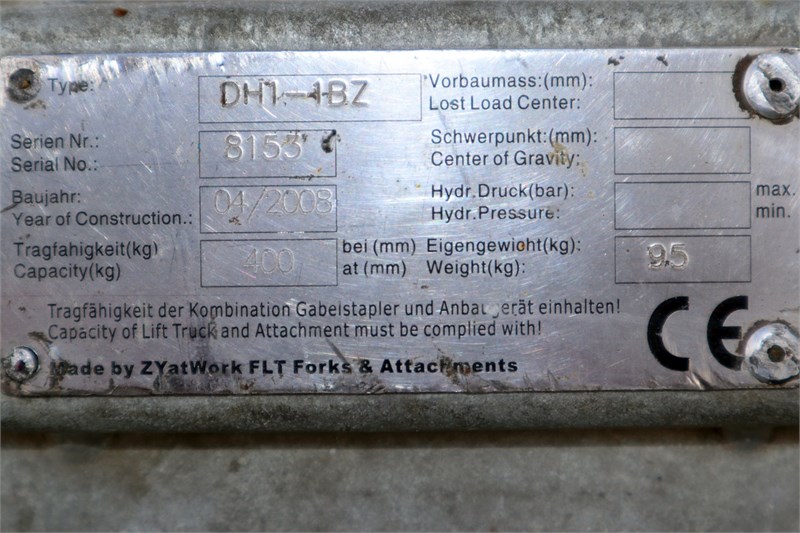 Type: DH1-1BZ
Vorbaumass:(mm):
Lost Load Center:
Serien Nr.:
Serial No.: 8153
Schwerpunkt:(mm):
Center of Gravity:
Baujahr:
Year of Construction.: 04/2008
Hydr.Druck(bar): max.
Hydr.Pressure: min.
Tragfahigkeit(kg) bei (mm)
Capacity(kg) 400 at (mm)
Eigengewicht(kg):
Weight(kg): 95
Tragfähigkeit der Kombination Gabelstapler und Anbaugerät einhalten!
Capacity of Lift Truck and Attachment must be complied with!
CE
Made by ZYatWork FLT Forks & Attachments